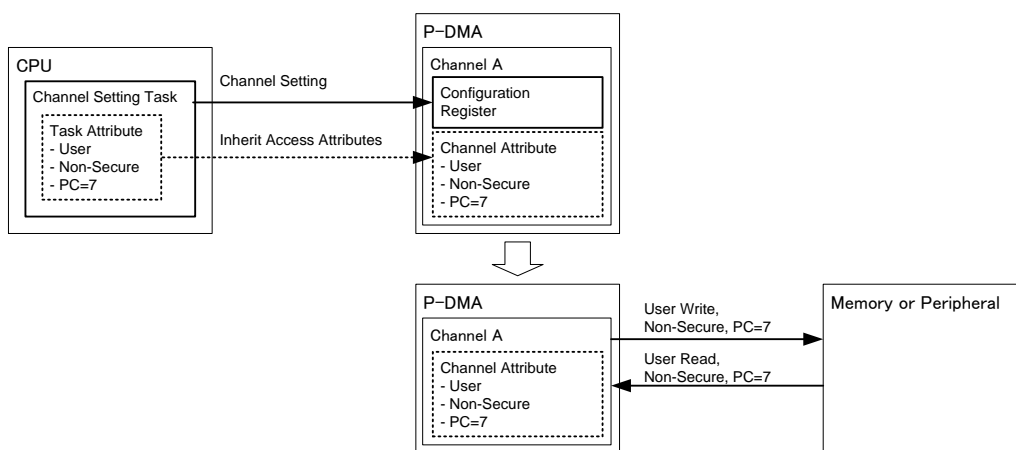 P-DMA
CPU
Channel A
Channel Setting Task
Channel Setting
Configuration
Register
Task Attribute
- User
- Non-Secure
- PC=7
Inherit Access Attributes
Channel Attribute
- User
- Non-Secure
- PC=7
P-DMA
Channel A
Channel Attribute
- User
- Non-Secure
- PC=7
User Write,
Non-Secure, PC=7
User Read,
Non-Secure, PC=7
Memory or Peripheral